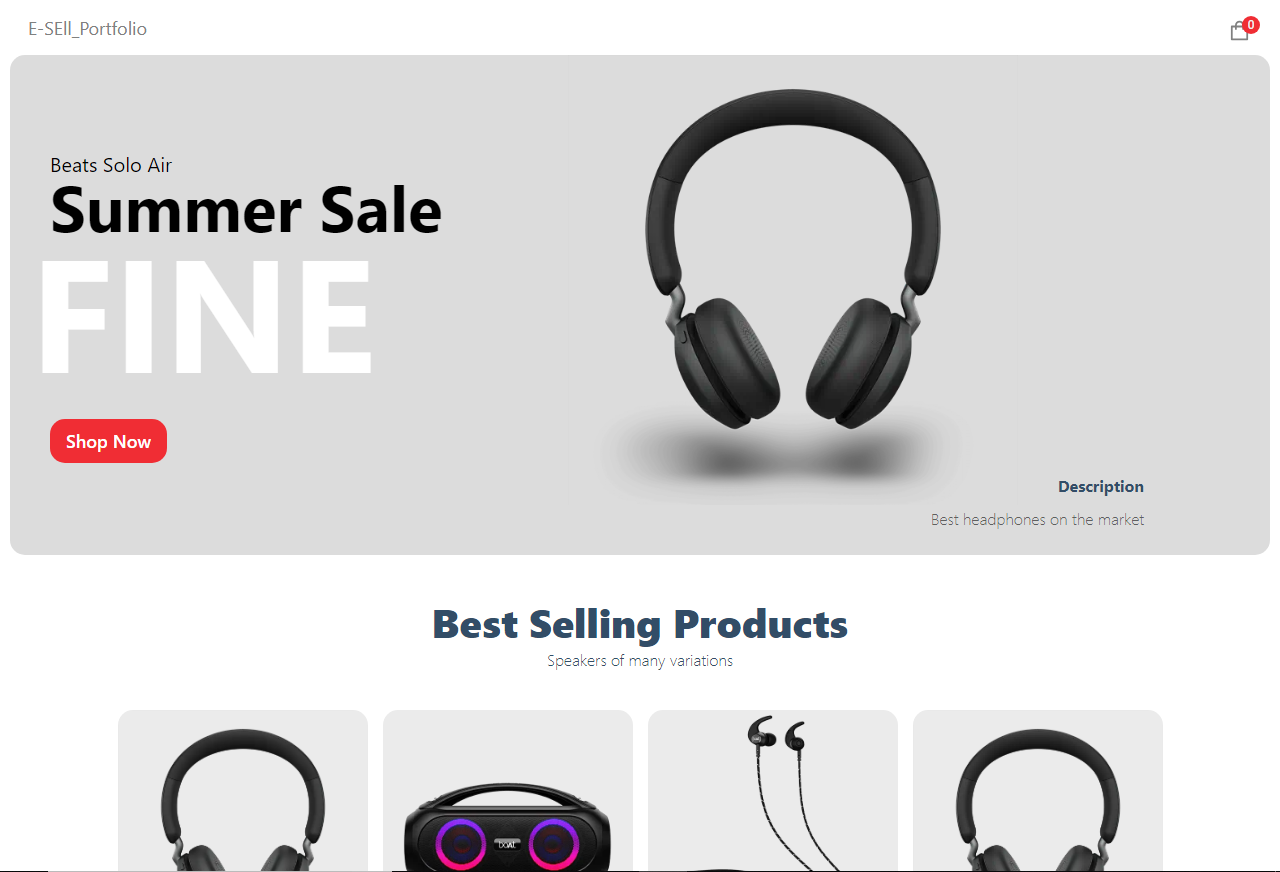 E-SEll_Portfolio
0
Beats Solo Air
Summer Sale
FINE
Shop Now
Description
Best headphones on the market
Best Selling Products
Speakers of many variations
BOAT